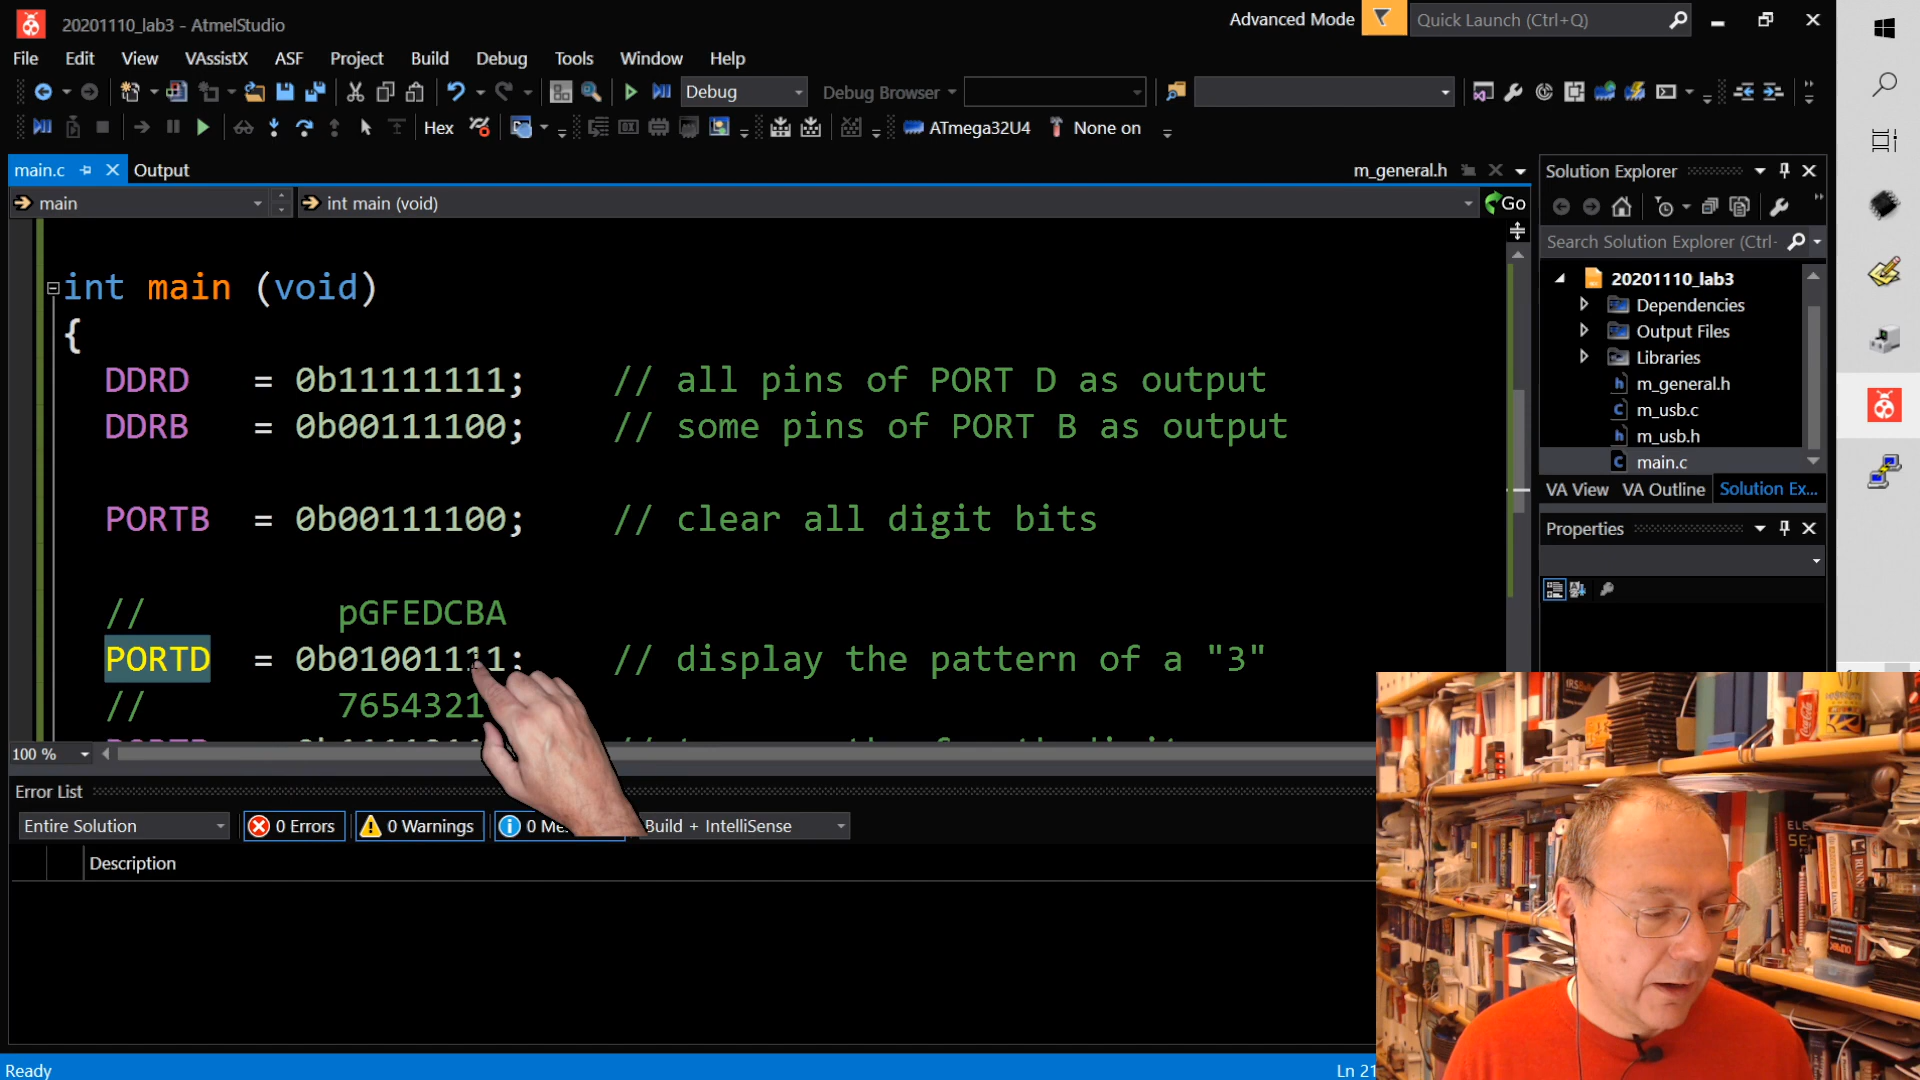 20201110_lab3 - AtmelStudio
Advanced Mode
Quick Launch (Ctrl+Q)
File Edit View VAssistX ASF Project Build Debug Tools Window Help
Debug
Debug Browser
Hex
ATmega32U4
None on
main.c
Output
m_general.h
main
int main (void)
Go
int main (void)
{
DDRD = 0b11111111; // all pins of PORT D as output
DDRB = 0b00111100; // some pins of PORT B as output
PORTB = 0b00111100; // clear all digit bits
// pGFEDCBA
PORTD = 0b01001111; // display the pattern of a "3"
// 7654321
100 %
Error List
Entire Solution
0 Errors
0 Warnings
0 Me
Build + IntelliSense
Description
Ready
Ln 21
Solution Explorer
Search Solution Explorer (Ctrl-
20201110_lab3
Dependencies
Output Files
Libraries
m_general.h
m_usb.c
m_usb.h
main.c
VA View
VA Outline
Solution Ex...
Properties